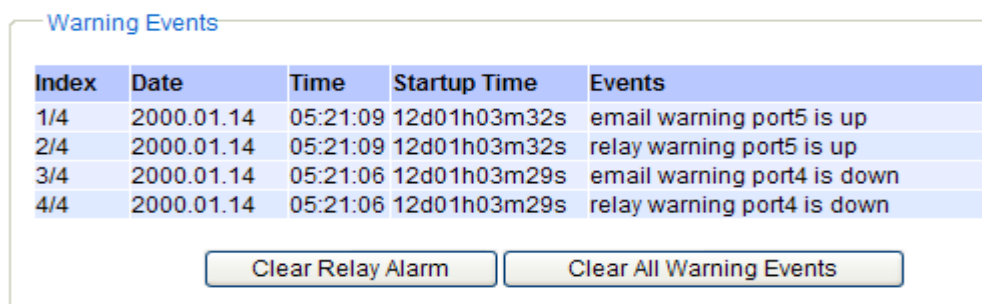 Warning Events
Index Date Time Startup Time Events
1/4 2000.01.14 05:21:09 12d01h03m32s email warning port5 is up
2/4 2000.01.14 05:21:09 12d01h03m32s relay warning port5 is up
3/4 2000.01.14 05:21:06 12d01h03m29s email warning port4 is down
4/4 2000.01.14 05:21:06 12d01h03m29s relay warning port4 is down
Clear Relay Alarm Clear All Warning Events